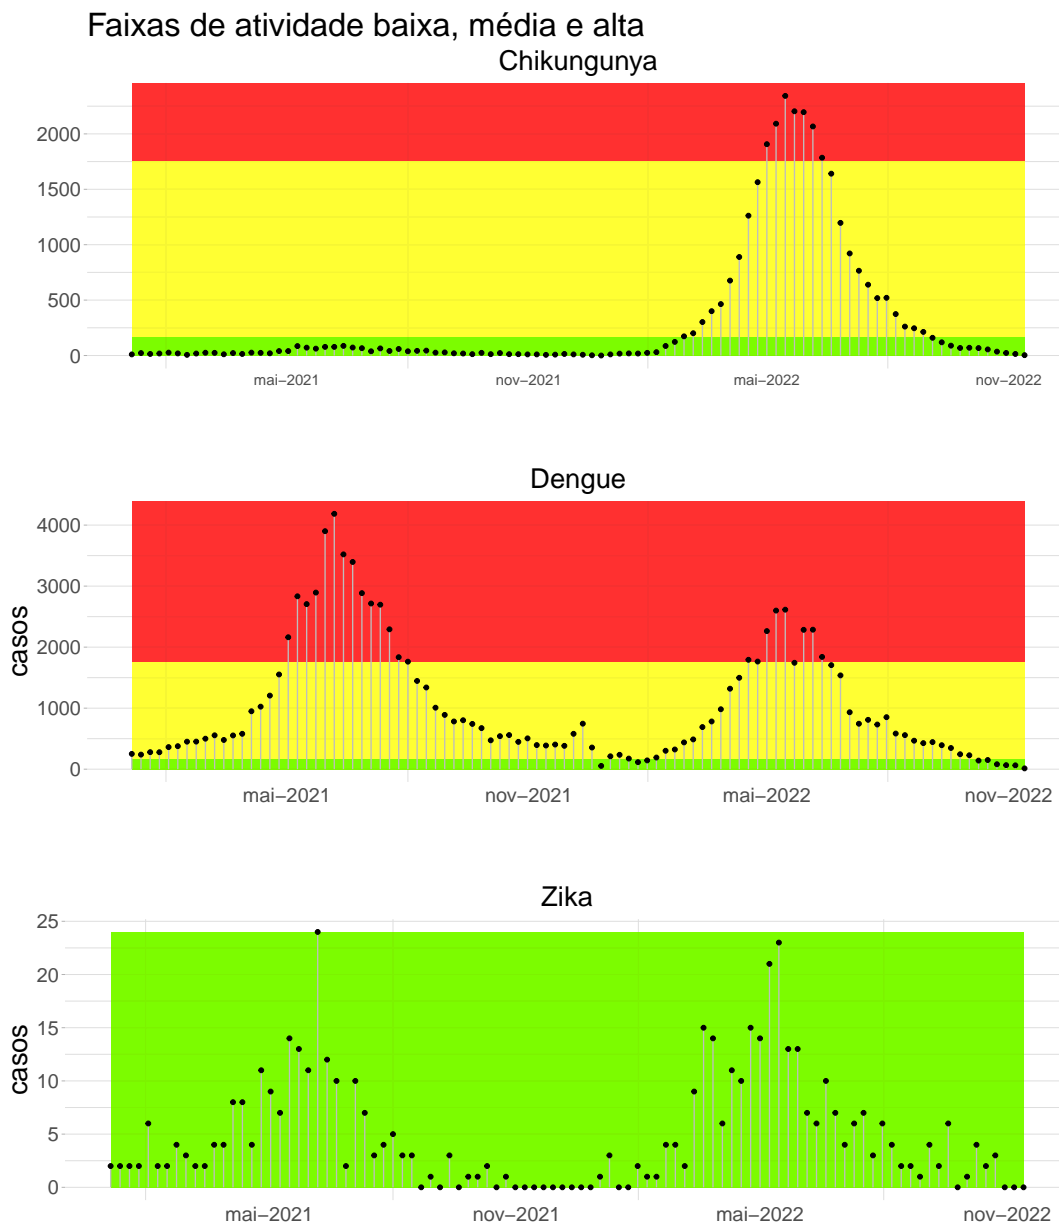 Faixas de atividade baixa, média e alta
Chikungunya
2000
1500
1000
500
0
mai−2021 nov−2021 mai−2022 nov−2022
Dengue
casos
4000
3000
2000
1000
0
mai−2021 nov−2021 mai−2022 nov−2022
Zika
casos
25
20
15
10
5
0
mai−2021 nov−2021 mai−2022 nov−2022